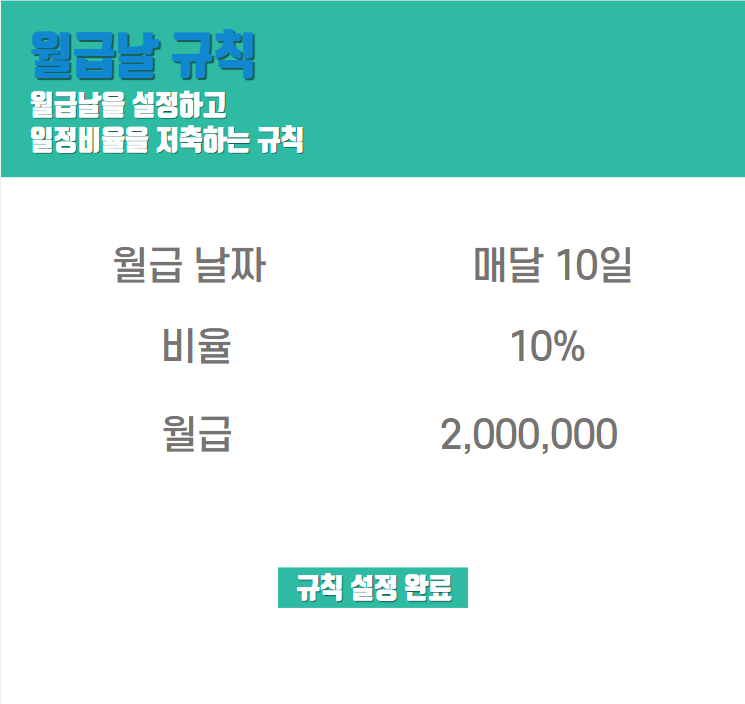 월급날 규칙
월급날을 설정하고
일정비율을 저축하는 규칙
월급 날짜 매달 10일
비율 10%
월급 2,000,000
규칙 설정 완료